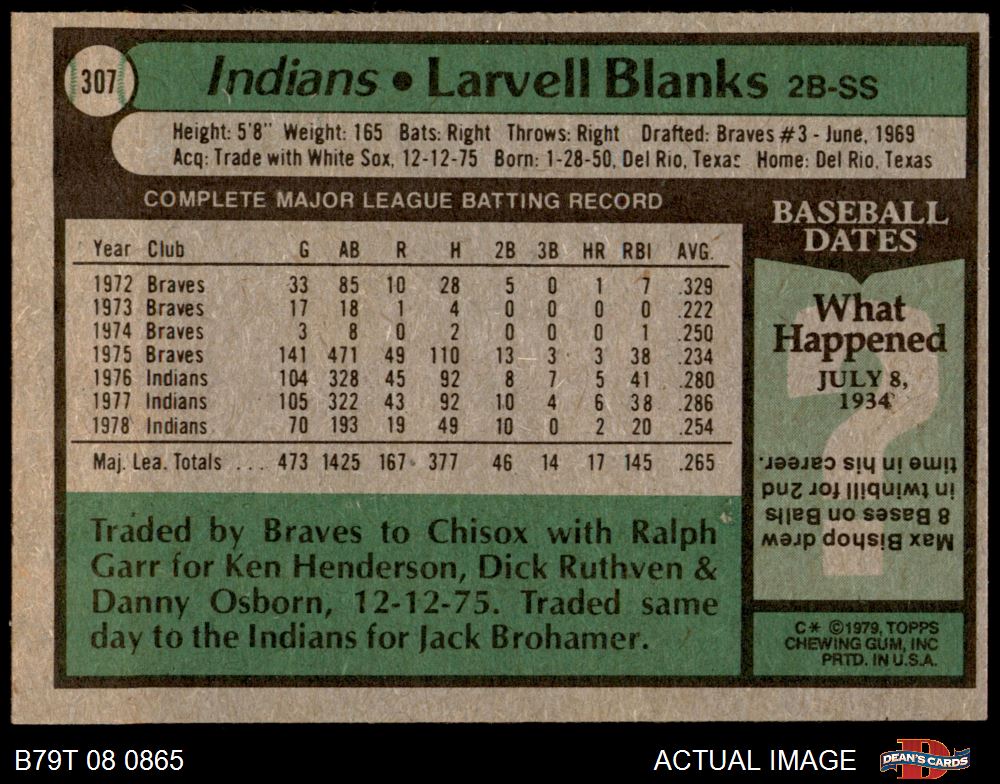 307
Indians • Larvell Blanks 2B-SS
Height: 5'8" Weight: 165 Bats: Right Throws: Right Drafted: Braves #3 - June, 1969
Acq: Trade with White Sox, 12-12-75 Born: 1-28-50, Del Rio, Texas Home: Del Rio, Texas
COMPLETE MAJOR LEAGUE BATTING RECORD
Year Club G AB R H 2B 3B HR RBI AVG.
1972 Braves 33 85 10 28 5 0 1 7 .329
1973 Braves 17 18 1 4 0 0 0 0 .222
1974 Braves 3 8 0 2 0 0 0 1 .250
1975 Braves 141 471 49 110 13 3 3 38 .234
1976 Indians 104 328 45 92 8 7 5 41 .280
1977 Indians 105 322 43 92 10 4 6 38 .286
1978 Indians 70 193 19 49 10 0 2 20 .254
Maj. Lea. Totals ... 473 1425 167 377 46 14 17 145 .265
Traded by Braves to Chisox with Ralph
Garr for Ken Henderson, Dick Ruthven &
Danny Osborn, 12-12-75. Traded same
day to the Indians for Jack Brohamer.
BASEBALL
DATES
What
Happened
JULY 8,
1934
?
Max Bishop drew
8 Bases on Balls
in twinbill for 2nd
time in his career.
C* ©1979, TOPPS
CHEWING GUM, INC
PRTD. IN U.S.A.
B79T 08 0865
ACTUAL IMAGE
D
DEAN'S CARDS